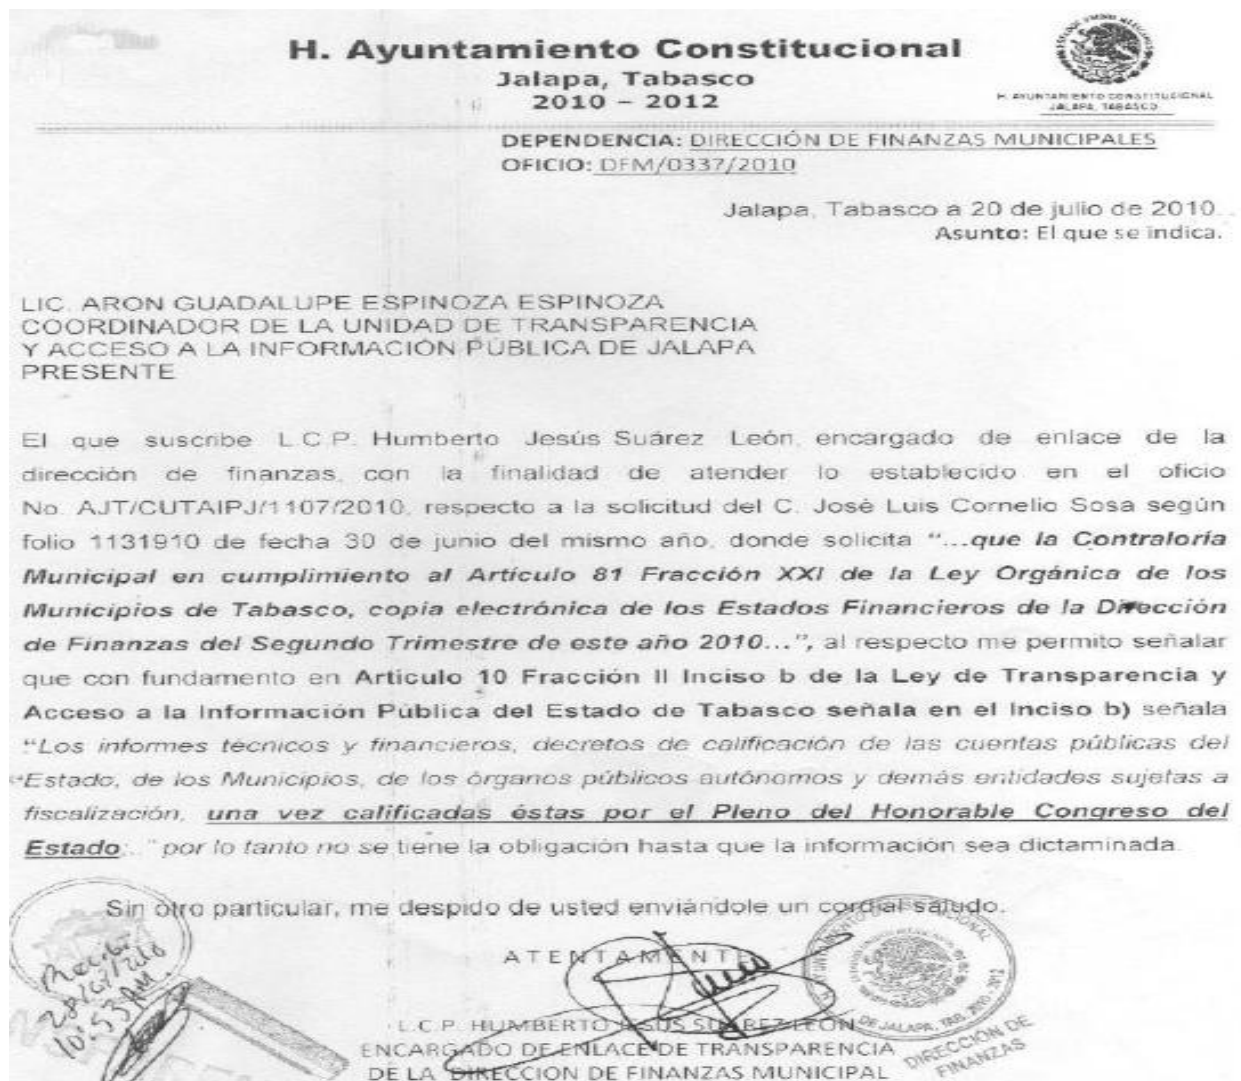 H. Ayuntamiento Constitucional
Jalapa, Tabasco
2010 – 2012
H. AYUNTAMIENTO CONSTITUCIONAL
JALAPA, TABASCO
DEPENDENCIA: DIRECCIÓN DE FINANZAS MUNICIPALES
OFICIO: DFM/0337/2010
Jalapa, Tabasco a 20 de julio de 2010.
Asunto: El que se indica.
LIC. ARON GUADALUPE ESPINOZA ESPINOZA
COORDINADOR DE LA UNIDAD DE TRANSPARENCIA
Y ACCESO A LA INFORMACIÓN PÚBLICA DE JALAPA
PRESENTE
El que suscribe L.C.P. Humberto Jesús Suárez León, encargado de enlace de la
dirección de finanzas, con la finalidad de atender lo establecido en el oficio
No. AJT/CUTAIPJ/1107/2010, respecto a la solicitud del C. José Luis Cornelio Sosa según
folio 1131910 de fecha 30 de junio del mismo año, donde solicita “...que la Contraloría
Municipal en cumplimiento al Artículo 81 Fracción XXI de la Ley Orgánica de los
Municipios de Tabasco, copia electrónica de los Estados Financieros de la Dirección
de Finanzas del Segundo Trimestre de este año 2010...”, al respecto me permito señalar
que con fundamento en Articulo 10 Fracción II Inciso b de la Ley de Transparencia y
Acceso a la Información Pública del Estado de Tabasco señala en el Inciso b) señala
“Los informes técnicos y financieros, decretos de calificación de las cuentas públicas del
Estado, de los Municipios, de los órganos públicos autónomos y demás entidades sujetas a
fiscalización, una vez calificadas éstas por el Pleno del Honorable Congreso del
Estado;..” por lo tanto no se tiene la obligación hasta que la información sea dictaminada.
Sin otro particular, me despido de usted enviándole un cordial saludo.
ATENTAMENTE
Recibi
10:53 AM.
DE JALAPA, TAB. 2010 - 2012
DIRECCIÓN DE
FINANZAS
L.C.P. HUMBERTO JESUS SUAREZ LEON
ENCARGADO DE ENLACE DE TRANSPARENCIA
DE LA DIRECCION DE FINANZAS MUNICIPAL